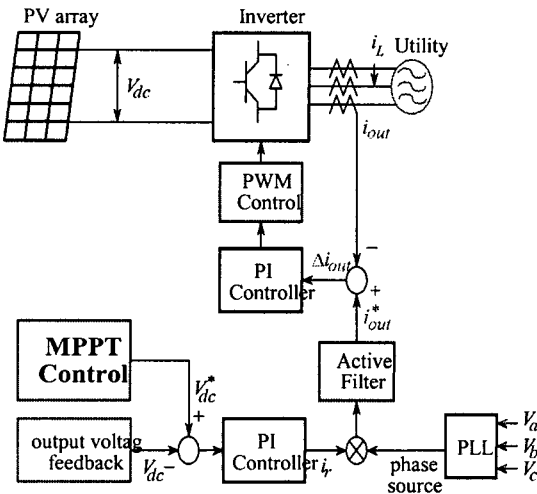 PV array
Inverter
Utility
V_dc
i_L
i_out
PWM
Control
PI
Controller
Δi_out
−
+
i*_out
MPPT
Control
Active
Filter
V*_dc
+
output voltag
feedback
V_dc −
PI
Controller
i_r
phase
source
PLL
V_a
V_b
V_c